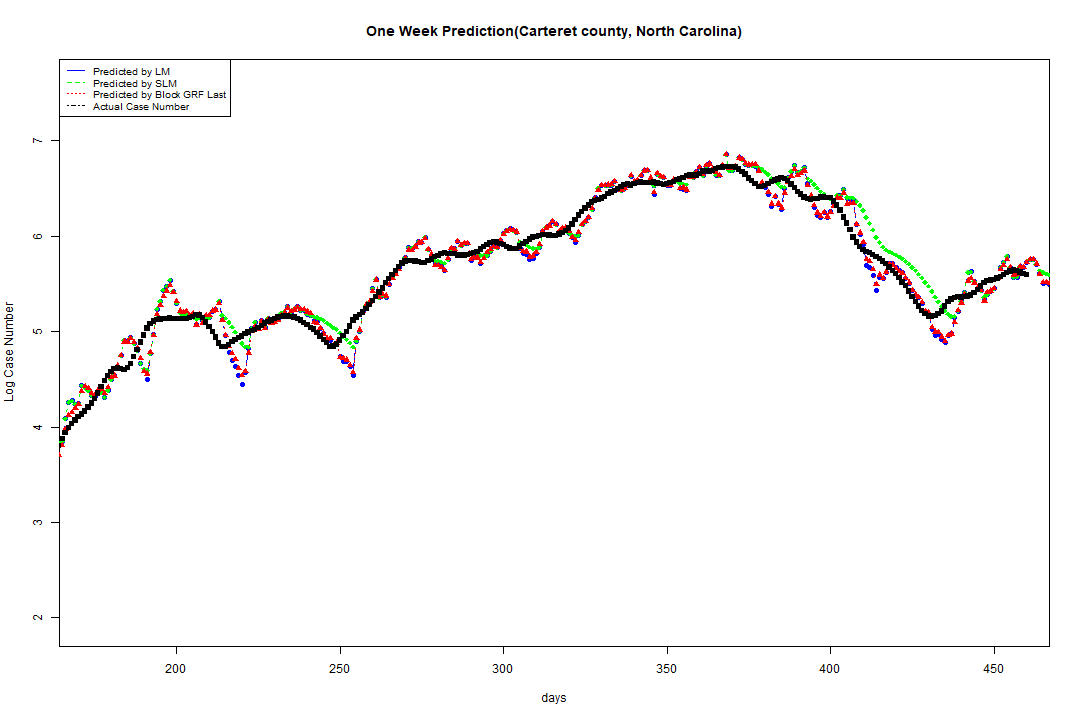 One Week Prediction(Carteret county, North Carolina)
Predicted by LM
Predicted by SLM
Predicted by Block GRF Last
Actual Case Number
7
6
5
4
3
2
Log Case Number
200 250 300 350 400 450
days